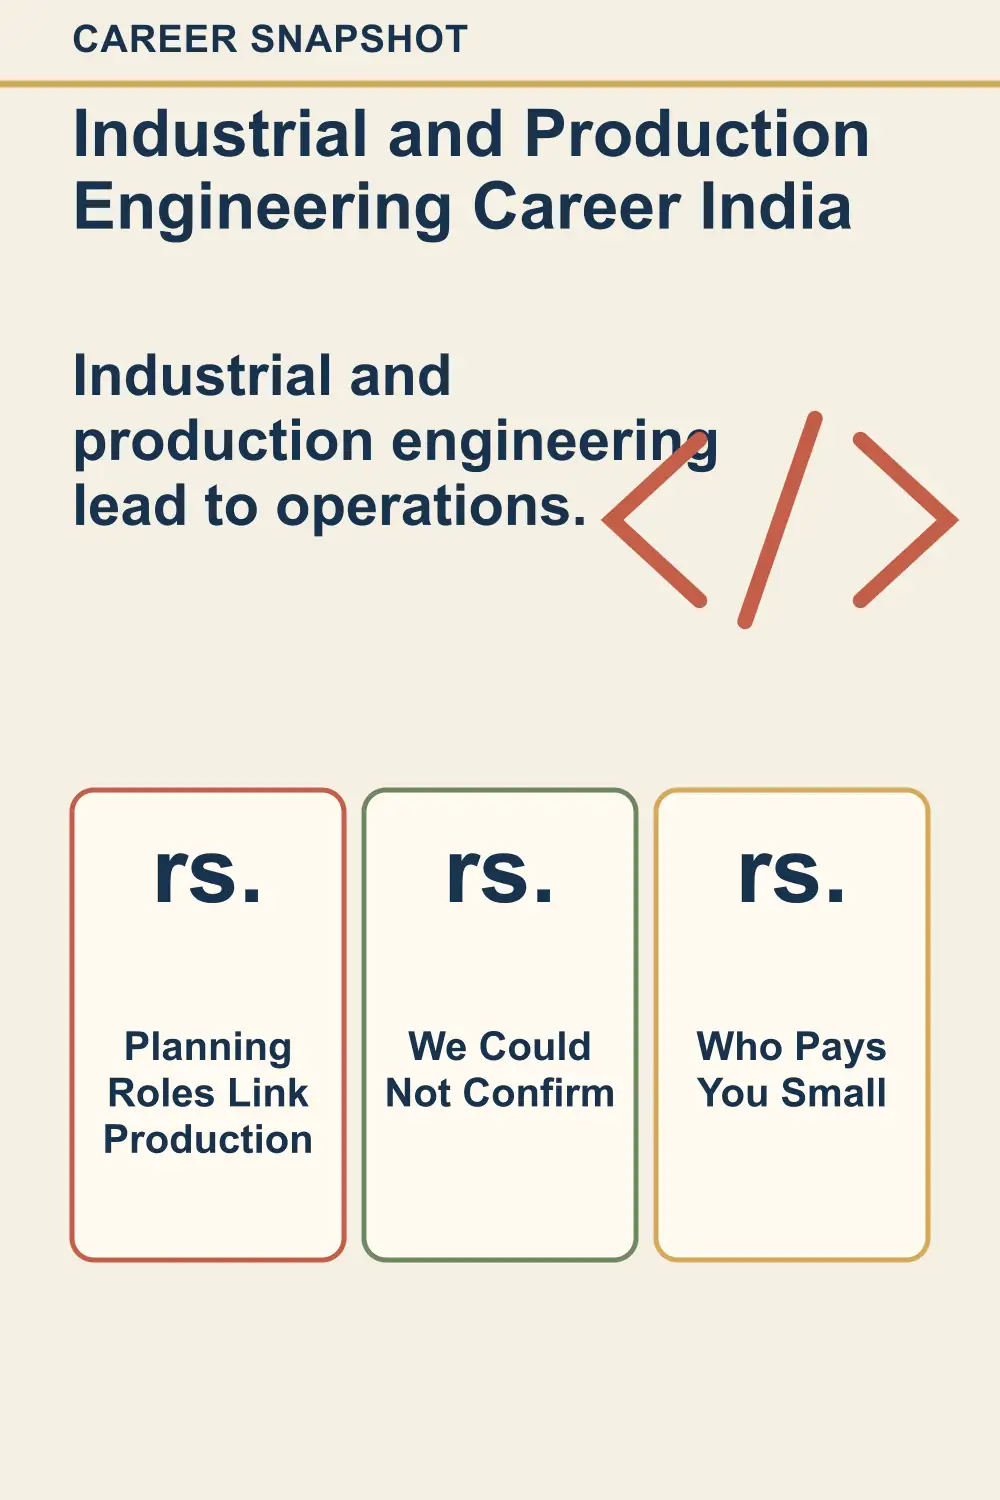 CAREER SNAPSHOT
Industrial and Production
Engineering Career India
Industrial and
production engineering
lead to operations.
rs.
Planning
Roles Link
Production
rs.
We Could
Not Confirm
rs.
Who Pays
You Small